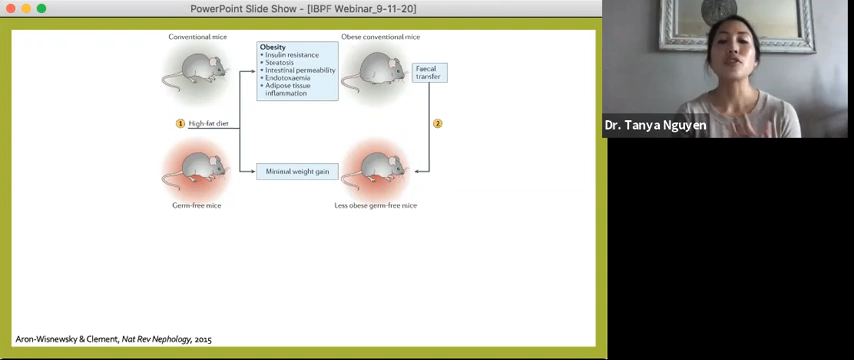 PowerPoint Slide Show - [IBPF Webinar_9-11-20]
Conventional mice
Obesity
• Insulin resistance
• Steatosis
• Intestinal permeability
• Endotoxaemia
• Adipose tissue
inflammation
Obese conventional mice
Faecal
transfer
1 High-fat diet
2
Minimal weight gain
Germ-free mice
Less obese germ-free mice
Aron-Wisnewsky & Clement, Nat Rev Nephology, 2015
Dr. Tanya Nguyen